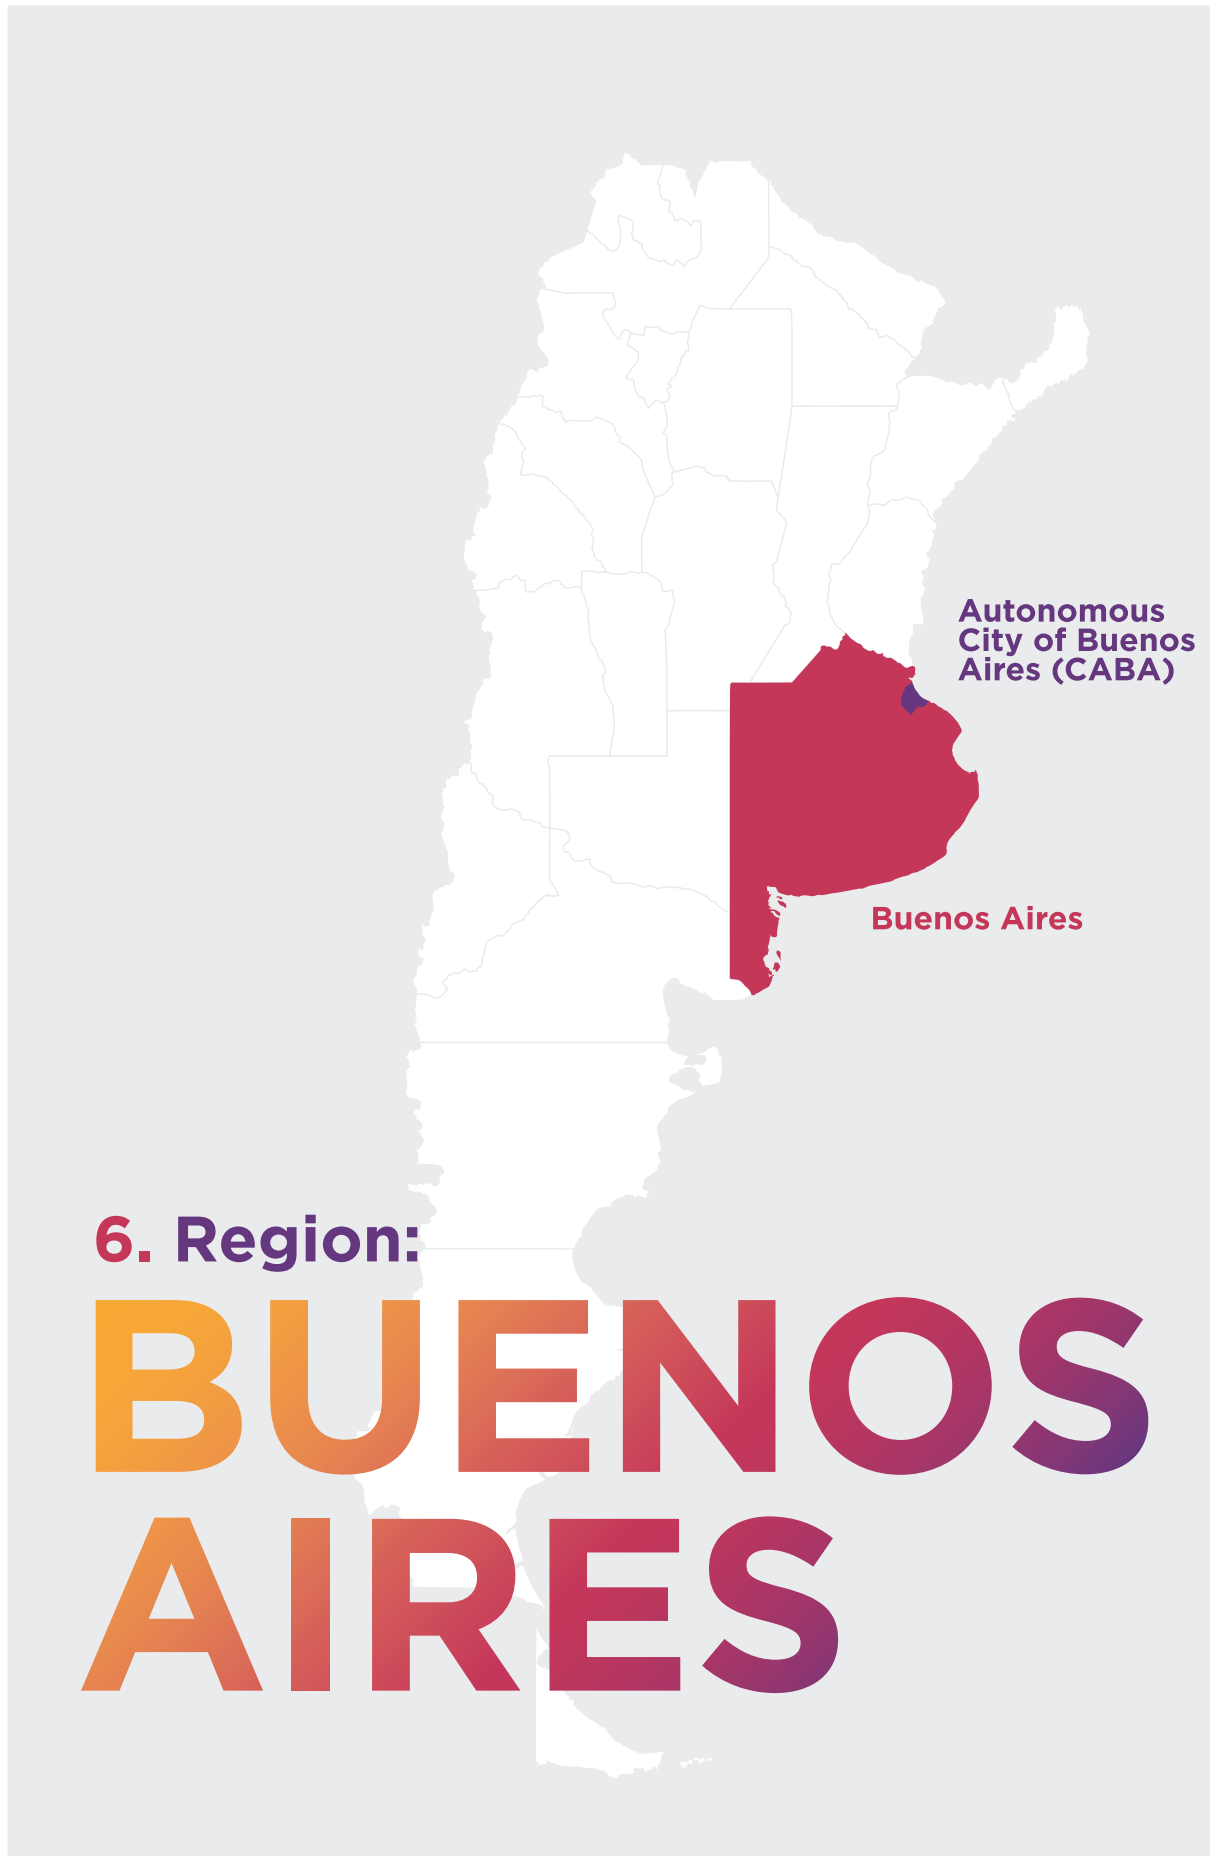 Autonomous
City of Buenos
Aires (CABA)
Buenos Aires
6. Region:
BUENOS
AIRES